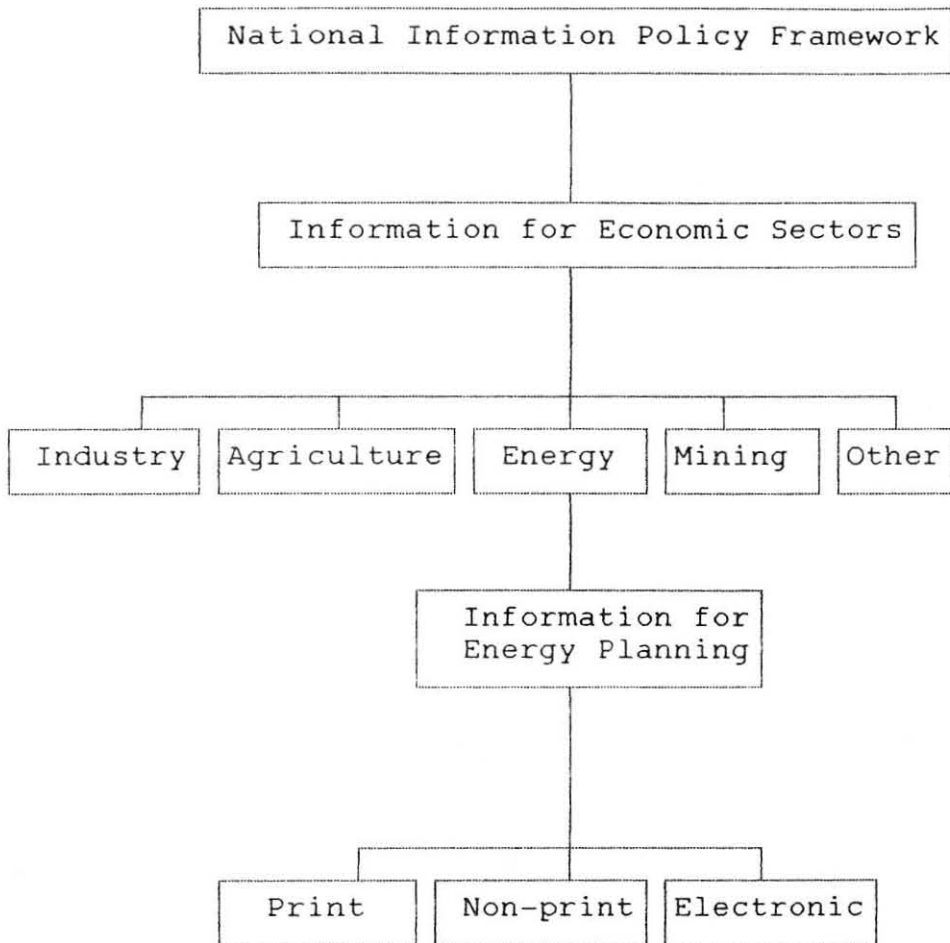 National Information Policy Framework
Information for Economic Sectors
Industry
Agriculture
Energy
Mining
Other
Information for
Energy Planning
Print
Non-print
Electronic